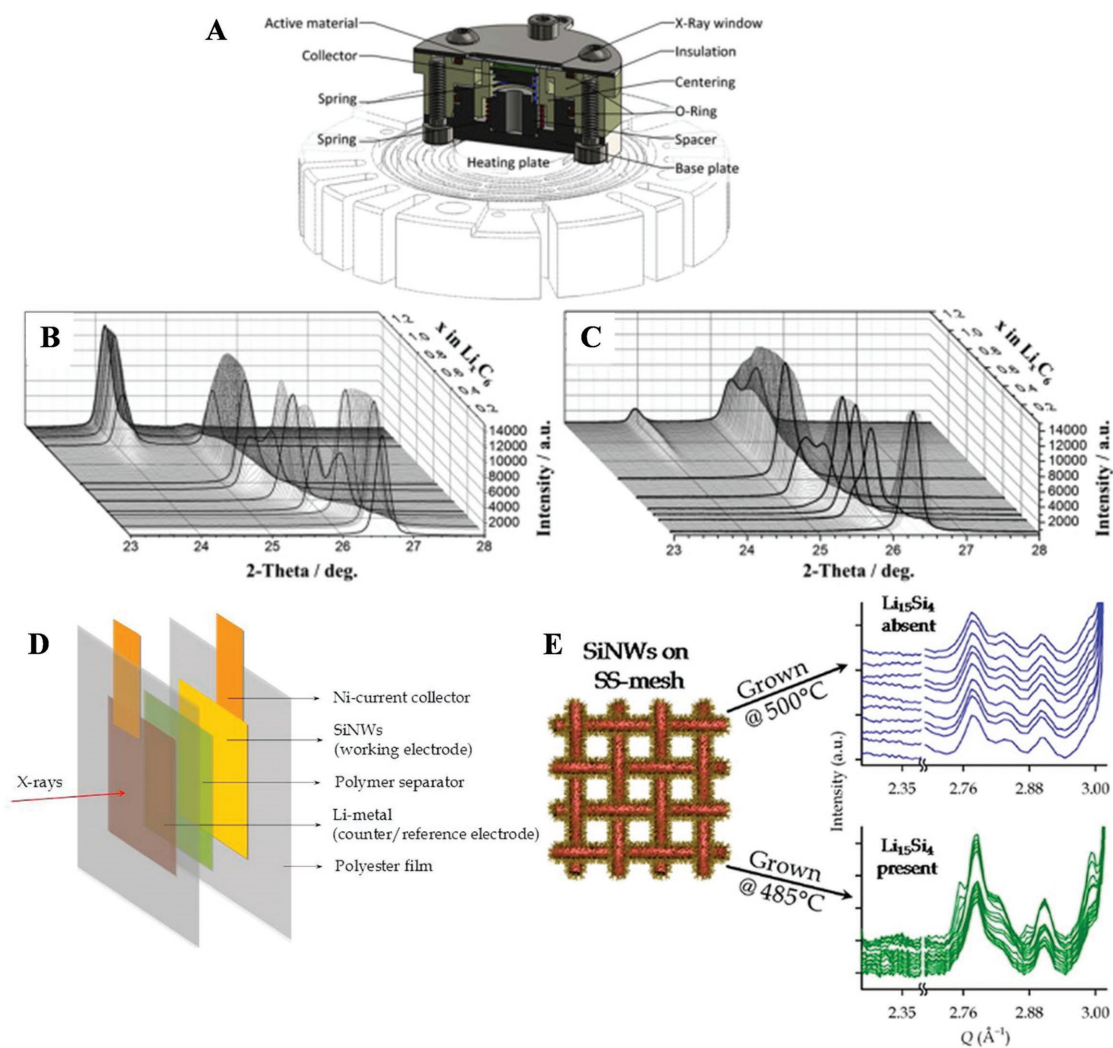 A
Active material
Collector
Spring
Spring
X-Ray window
Insulation
Centering
O-Ring
Spacer
Base plate
Heating plate
B
x in LiₓC₆
1.2
1.0
0.8
0.6
0.4
0.2
14000
12000
10000
8000
6000
4000
2000
Intensity / a.u.
23 24 25 26 27 28
2-Theta / deg.
C
x in LiₓC₆
1.2
1.0
0.8
0.6
0.4
0.2
14000
12000
10000
8000
6000
4000
2000
Intensity / a.u.
23 24 25 26 27 28
2-Theta / deg.
D
X-rays
Ni-current collector
SiNWs
(working electrode)
Polymer separator
Li-metal
(counter/reference electrode)
Polyester film
E
SiNWs on
SS-mesh
Grown
@ 500°C
Grown
@ 485°C
Li₁₅Si₄
absent
2.35 2.76 2.88 3.00
Intensity (a.u.)
Li₁₅Si₄
present
2.35 2.76 2.88 3.00
Q (Å⁻¹)